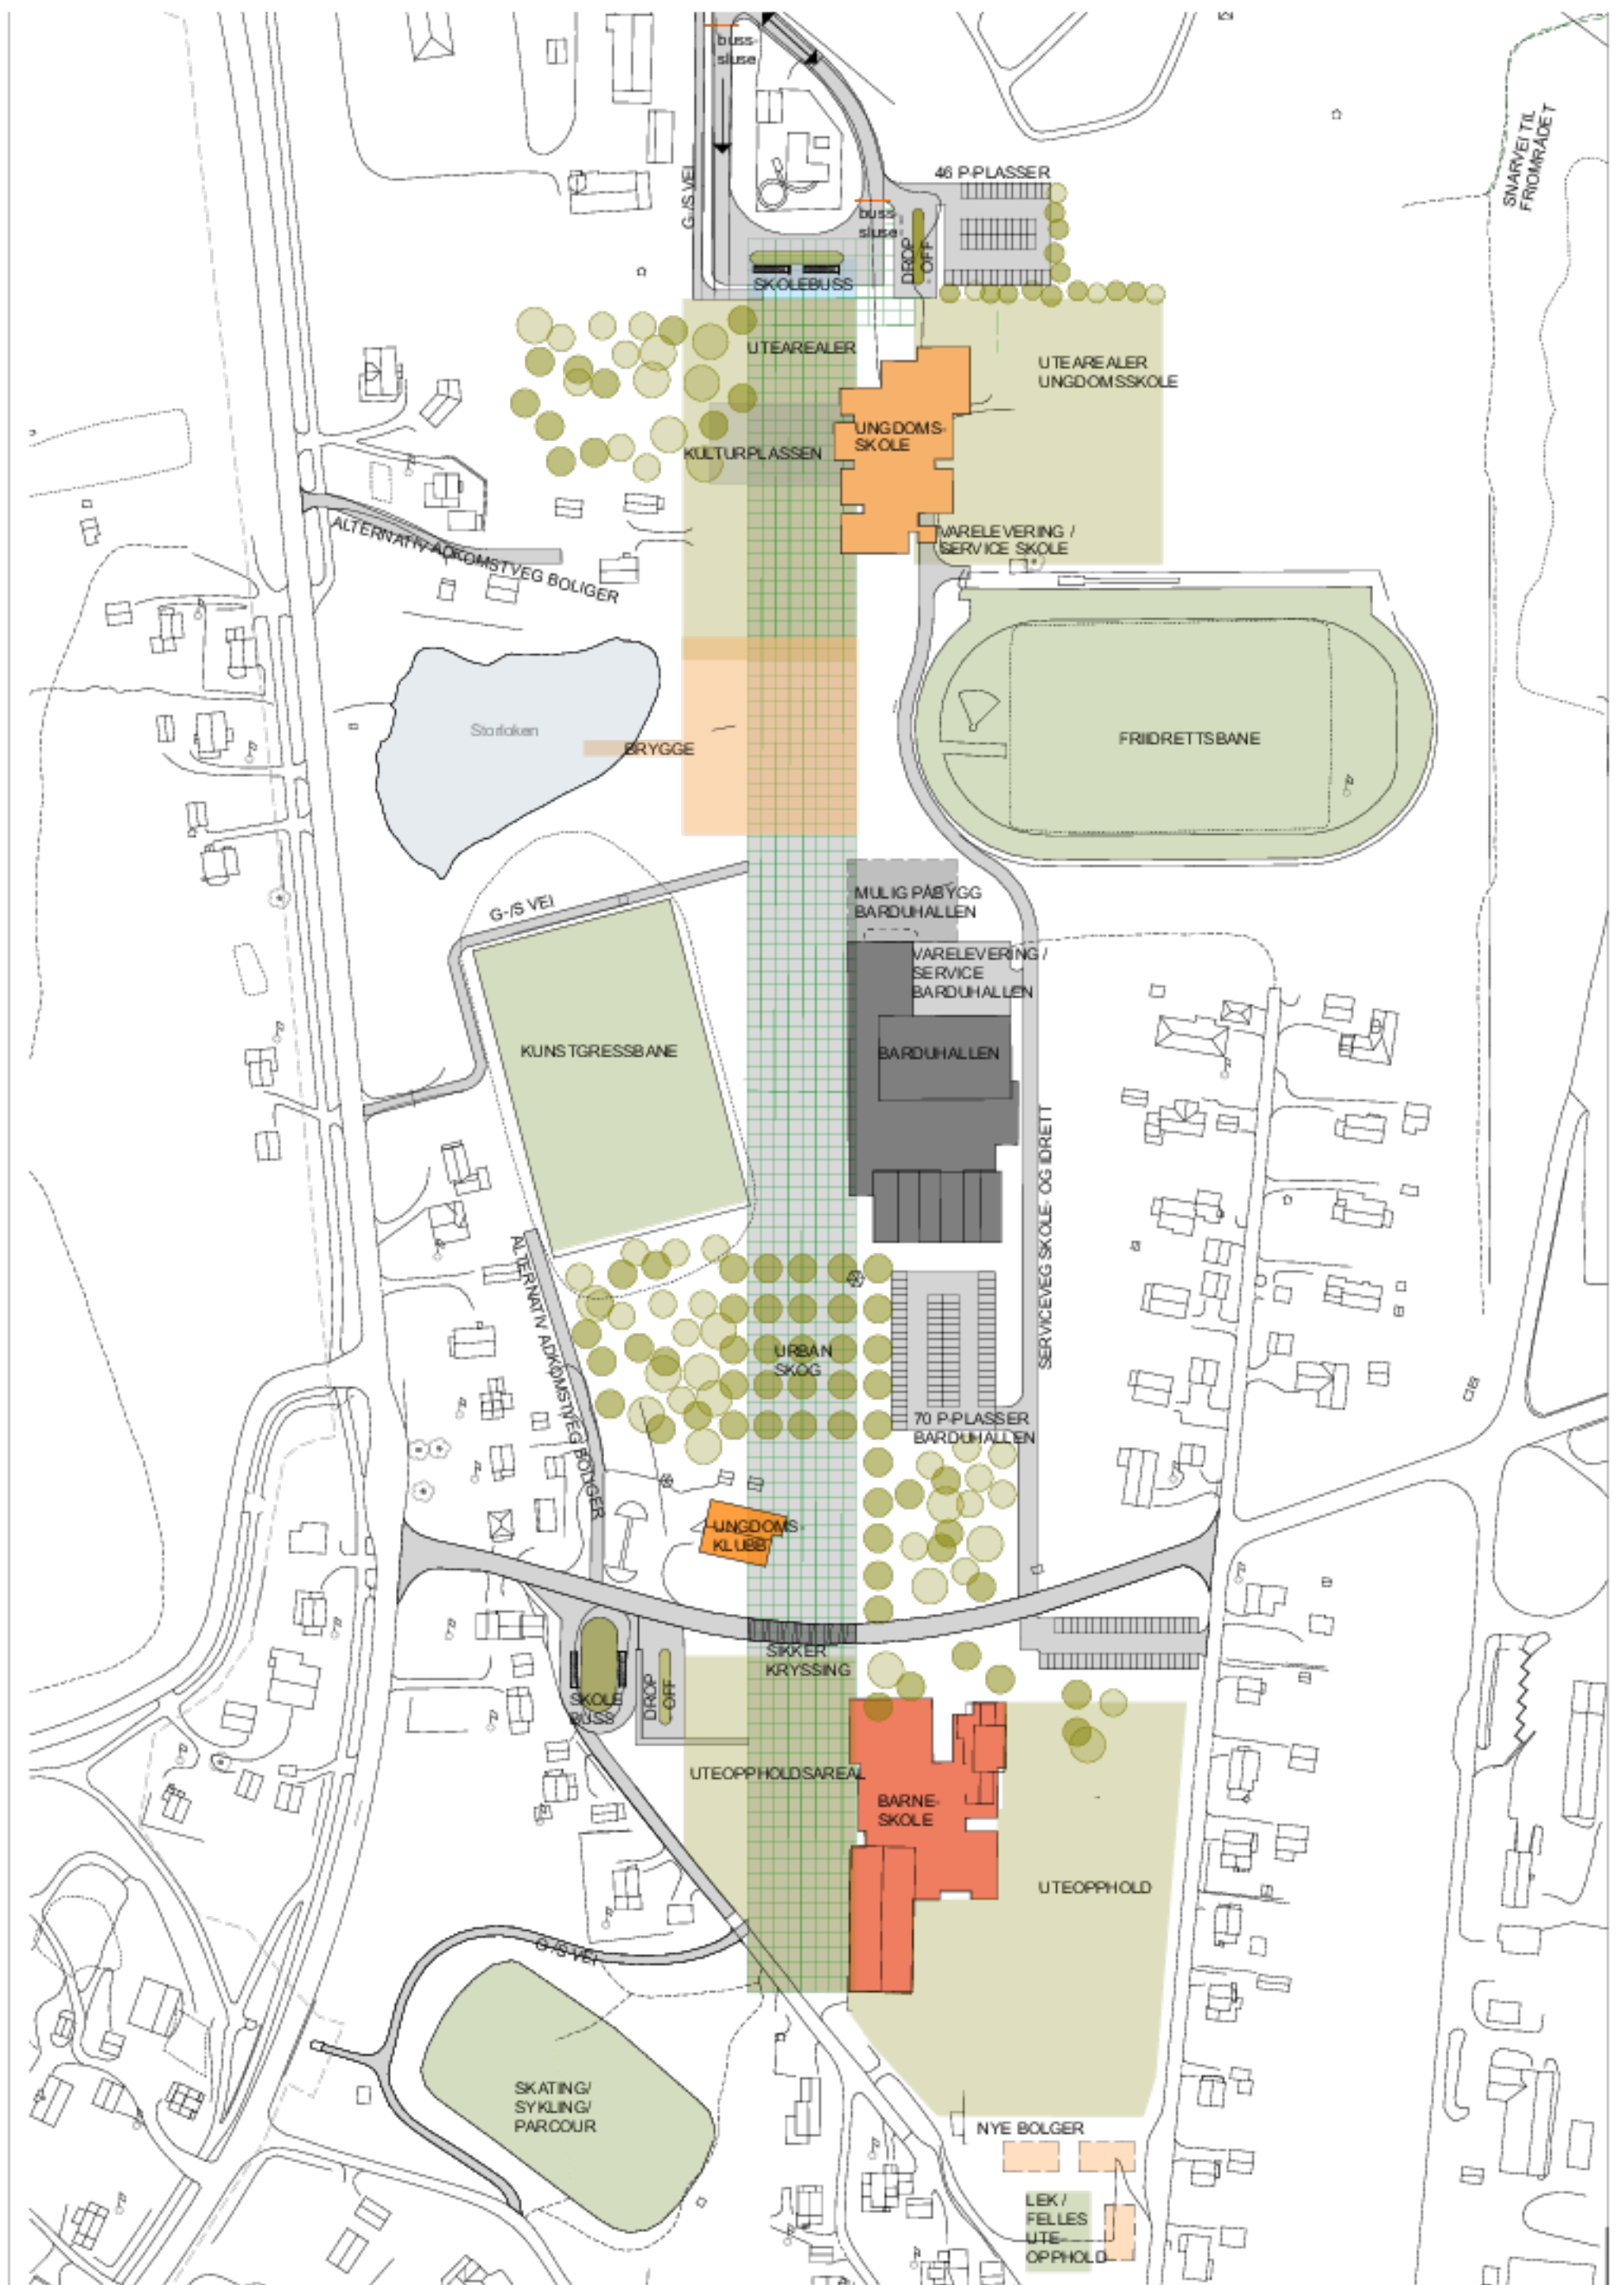 buss-
sluse
G-/S VEI
46 P-PLASSER
SNARVEI TIL
FRIOMRÅDET
buss-
sluse
DROP
OFF
SKOLEBUSS
UTEAREALER
UTEAREALER
UNGDOMSSKOLE
UNGDOMS-
SKOLE
KULTURPLASSEN
ALTERNATIV ADKOMSTVEG BOLIGER
VARELEVERING /
SERVICE SKOLE
Storloken
BRYGGE
FRIIDRETTSBANE
G-/S VEI
MULIG PÅBYGG
BARDUHALLEN
VARELEVERING /
SERVICE
BARDUHALLEN
KUNSTGRESSBANE
BARDUHALLEN
SERVICEVEG SKOLE- OG IDRETT
ALTERNATIV ADKOMSTVEG BOLIGER
URBAN
SKOG
70 P-PLASSER
BARDUHALLEN
UNGDOMS-
KLUBB
SIKKER
KRYSSING
SKOLE
BUSS
DROP
OFF
UTEOPPHOLDSAREAL
BARNE-
SKOLE
UTEOPPHOLD
G-/S VEI
SKATING/
SYKLING/
PARCOUR
NYE BOLGER
LEK /
FELLES
UTE-
OPPHOLD